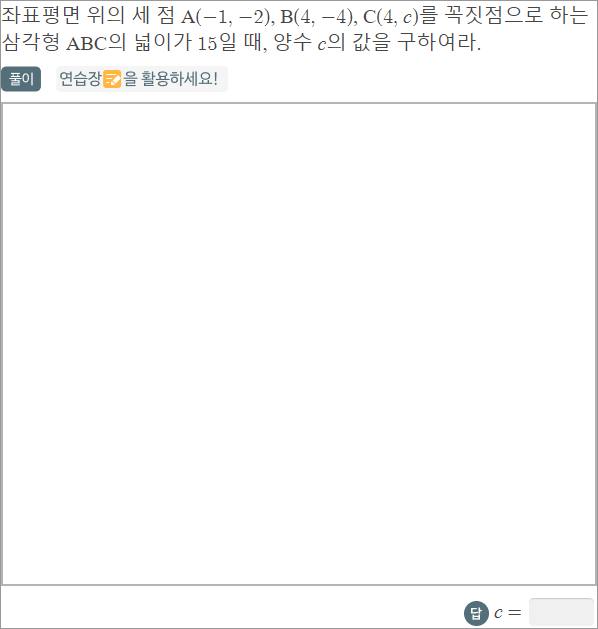 좌표평면 위의 세 점 A(−1, −2), B(4, −4), C(4, c)를 꼭짓점으로 하는
삼각형 ABC의 넓이가 15일 때, 양수 c의 값을 구하여라.
풀이 연습장을 활용하세요!
답 c =